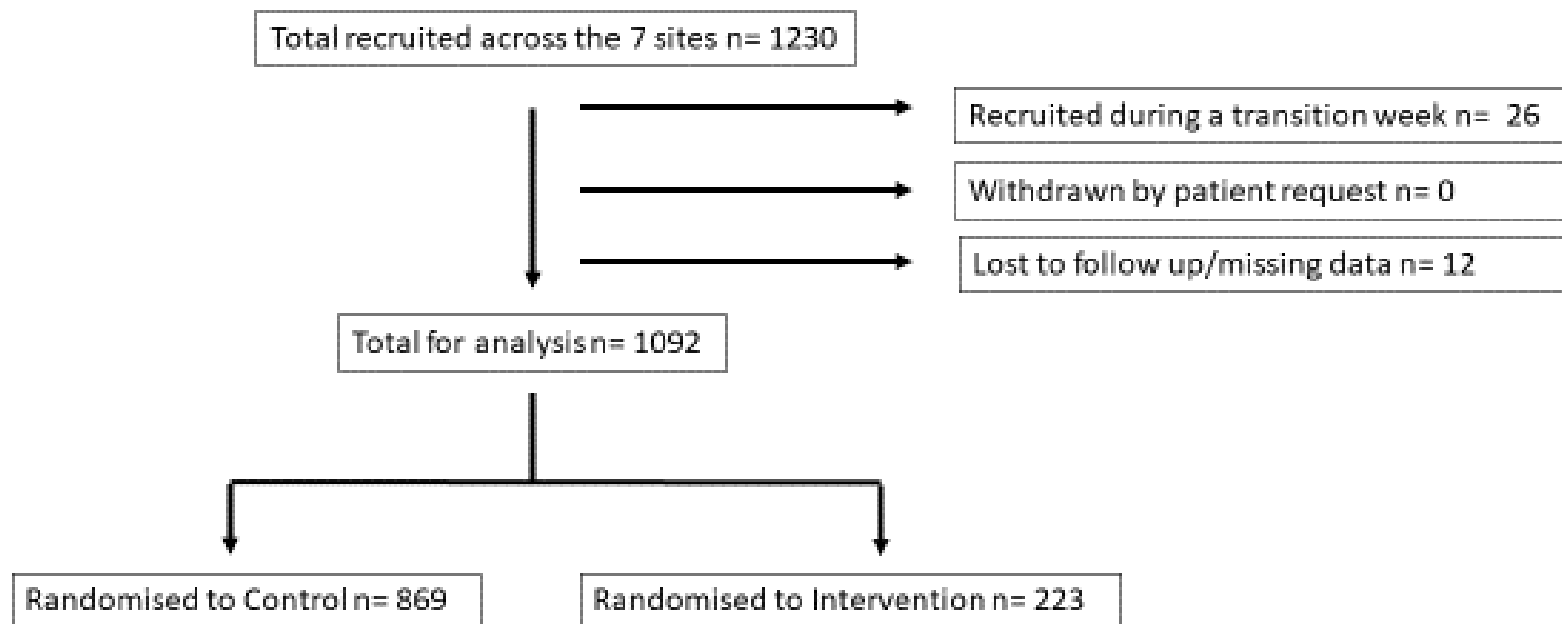 Total recruited across the 7 sites n= 1230
Recruited during a transition week n= 26
Withdrawn by patient request n= 0
Lost to follow up/missing data n= 12
Total for analysis n= 1092
Randomised to Control n= 869
Randomised to Intervention n= 223